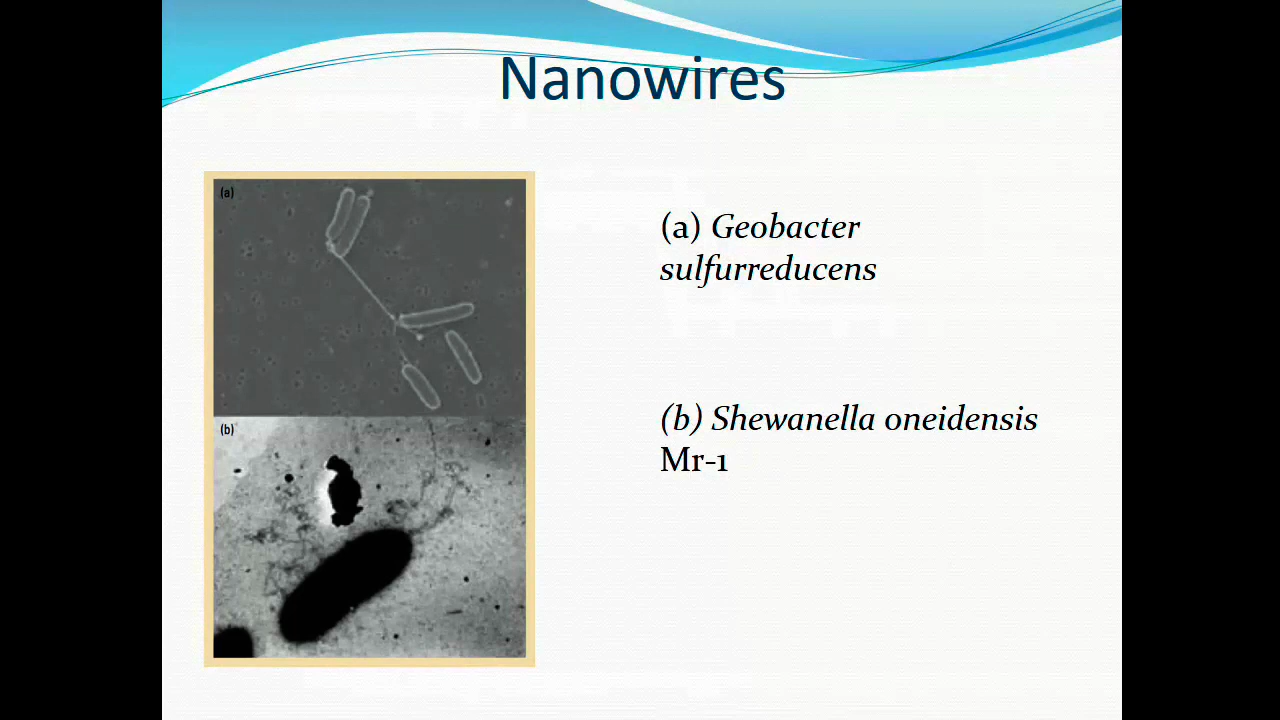 Nanowires
(a)
(b)
(a) Geobacter
sulfurreducens
(b) Shewanella oneidensis
Mr-1